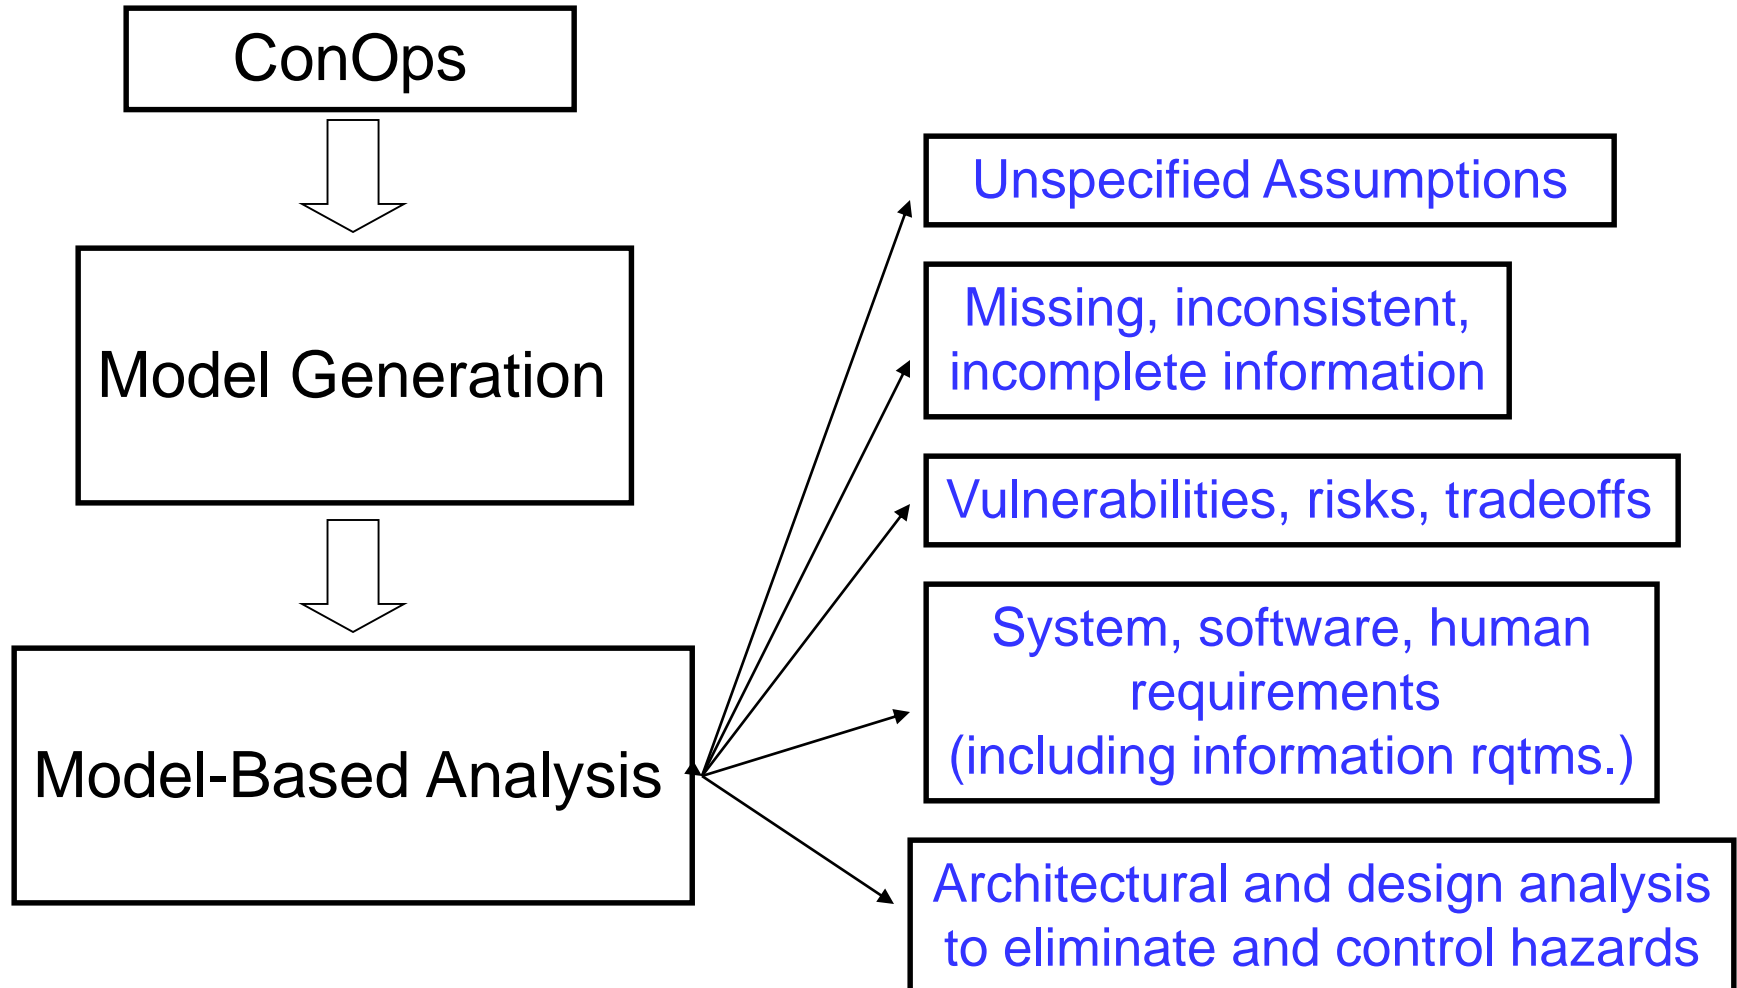 ConOps
Model Generation
Model-Based Analysis
Unspecified Assumptions
Missing, inconsistent,
incomplete information
Vulnerabilities, risks, tradeoffs
System, software, human
requirements
(including information rqtms.)
Architectural and design analysis
to eliminate and control hazards